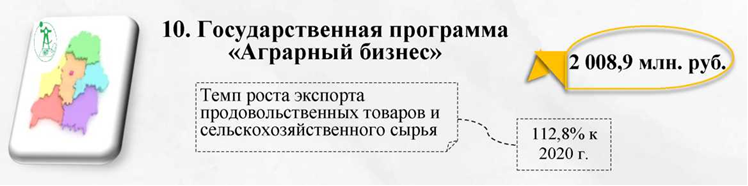 10. Государственная программа
«Аграрный бизнес»
2 008,9 млн. руб.
Темп роста экспорта
продовольственных товаров и
сельскохозяйственного сырья
112,8% к
2020 г.